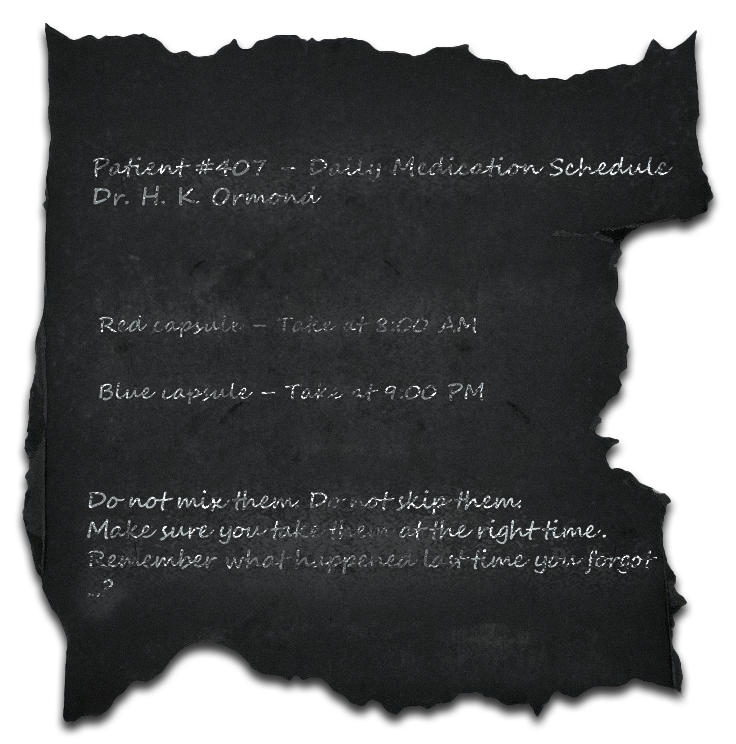 Patient #407 – Daily Medication Schedule
Dr. H. K. Ormond
Red capsule – Take at 8:00 AM
Blue capsule – Take at 9:00 PM
Do not mix them. Do not skip them.
Make sure you take them at the right time.
Remember what happened last time you forgot
...?